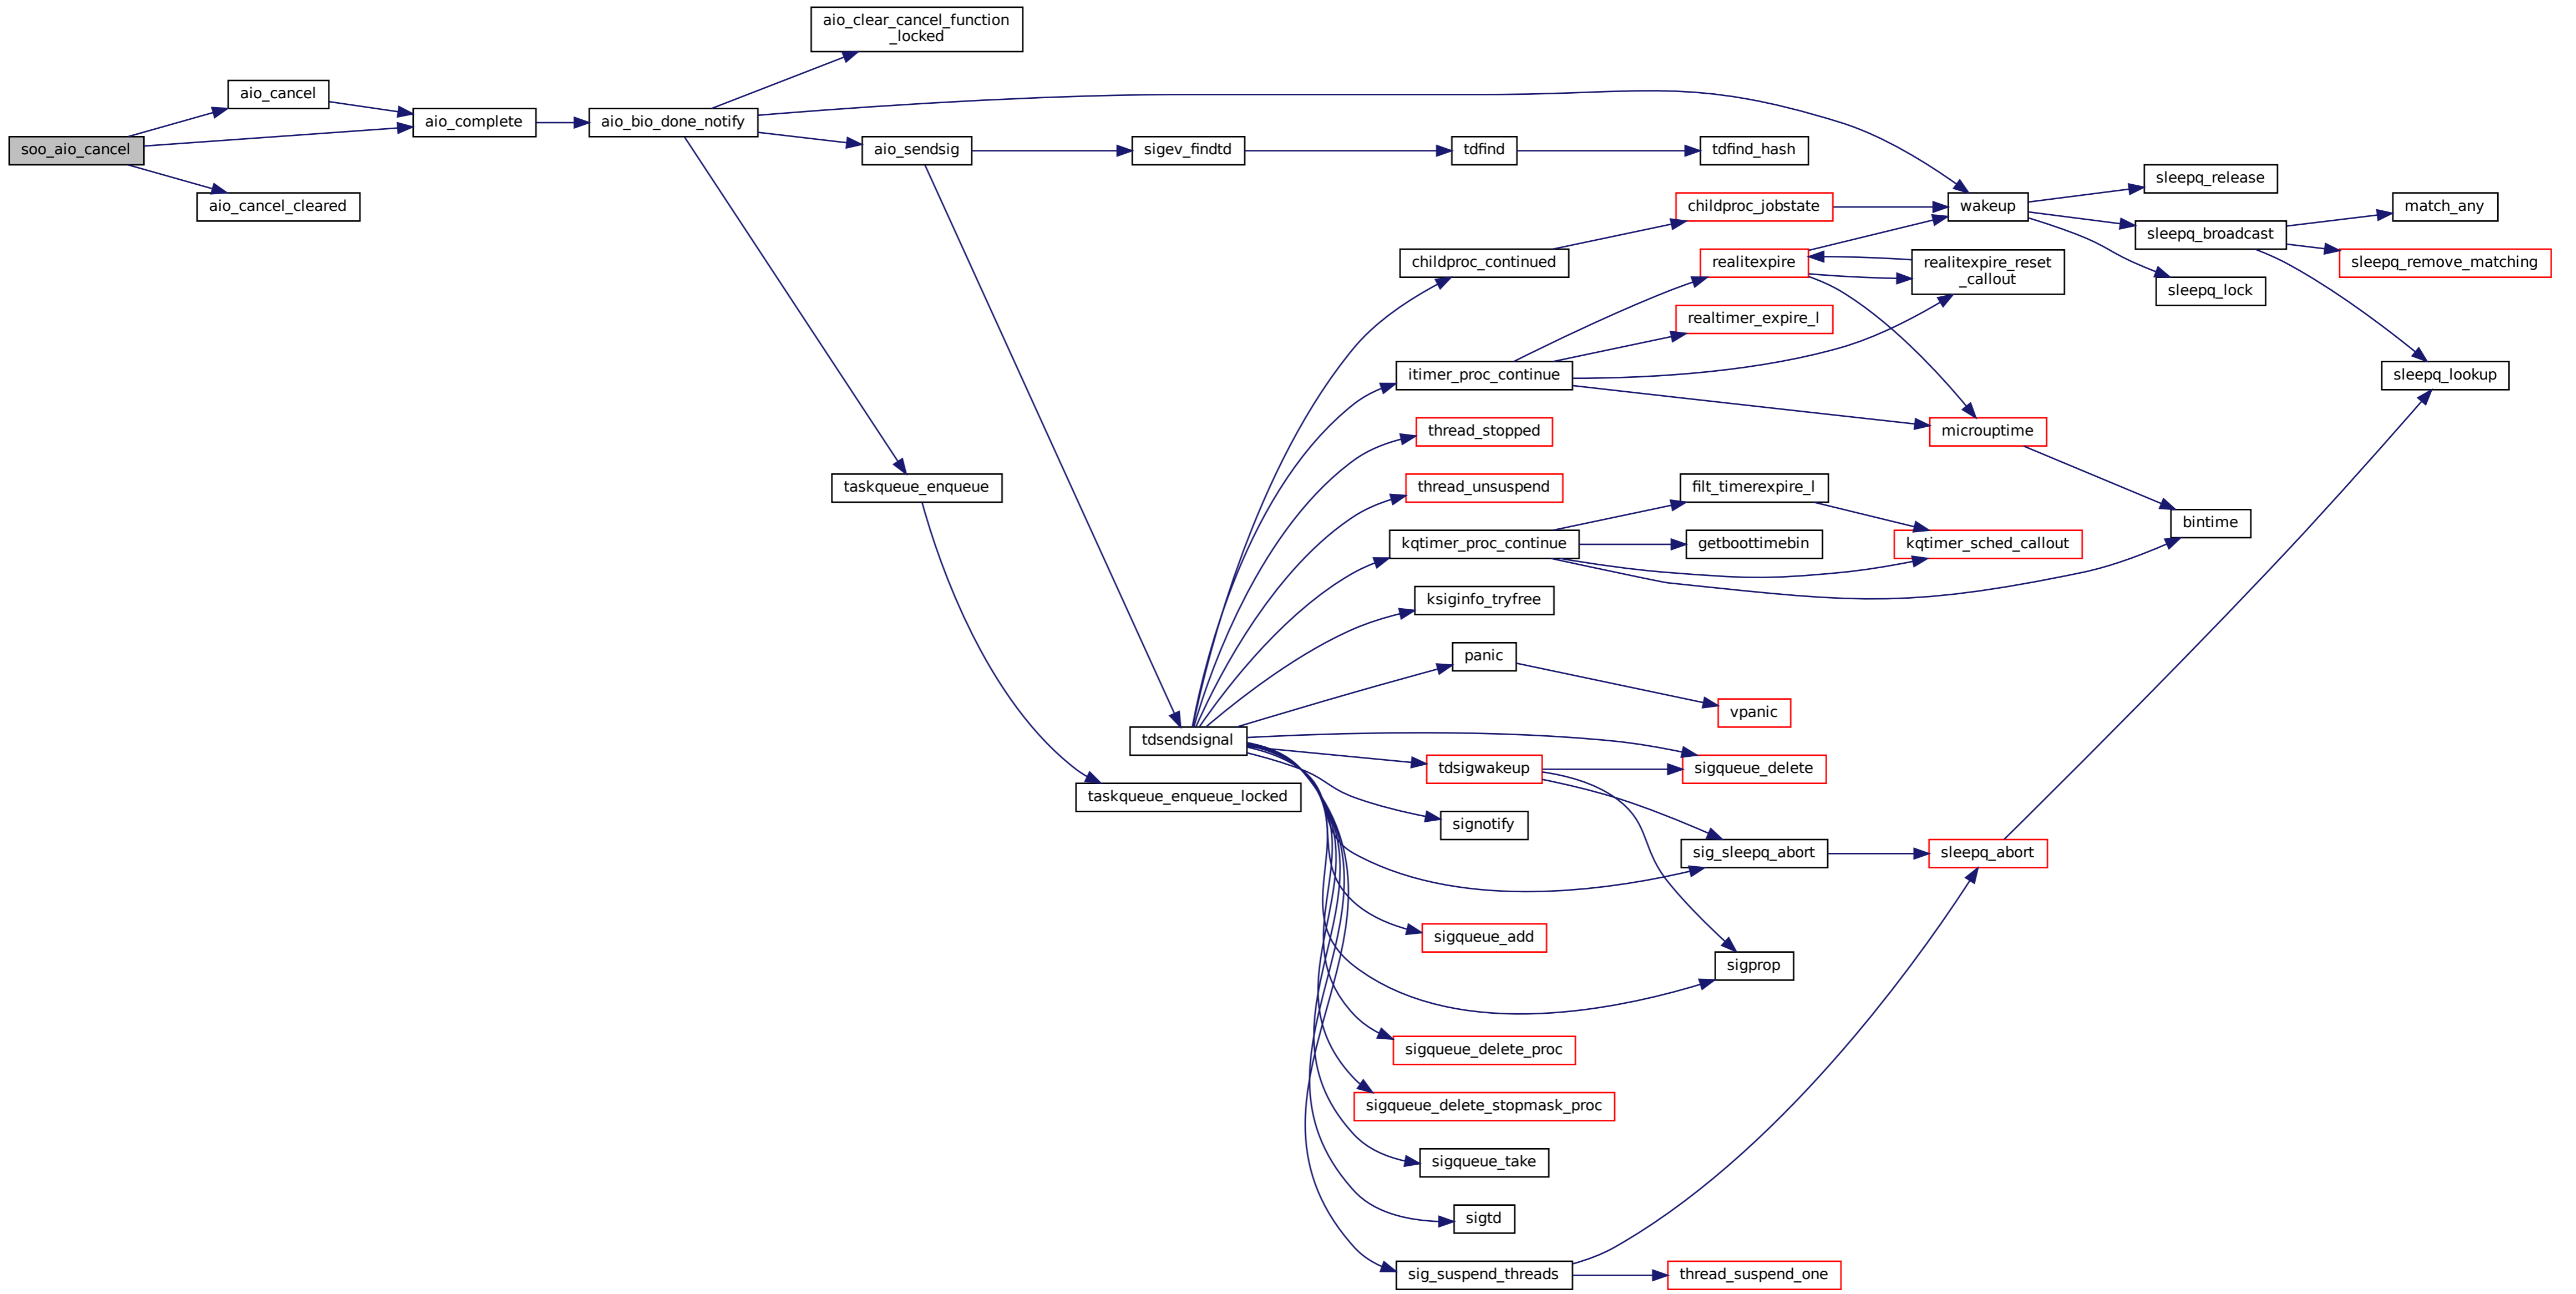 soo_aio_cancel
aio_cancel
aio_cancel_cleared
aio_complete
aio_bio_done_notify
aio_clear_cancel_function
_locked
aio_sendsig
taskqueue_enqueue
sigev_findtd
tdsendsignal
taskqueue_enqueue_locked
tdfind
childproc_continued
itimer_proc_continue
thread_stopped
thread_unsuspend
kqtimer_proc_continue
ksiginfo_tryfree
panic
tdsigwakeup
signotify
sigqueue_add
sigqueue_delete_proc
sigqueue_delete_stopmask_proc
sigqueue_take
sigtd
sig_suspend_threads
tdfind_hash
childproc_jobstate
realitexpire
realtimer_expire_l
filt_timerexpire_l
getboottimebin
vpanic
sigqueue_delete
sig_sleepq_abort
sigprop
thread_suspend_one
wakeup
realitexpire_reset
_callout
microuptime
kqtimer_sched_callout
sleepq_abort
sleepq_release
sleepq_broadcast
sleepq_lock
bintime
match_any
sleepq_remove_matching
sleepq_lookup